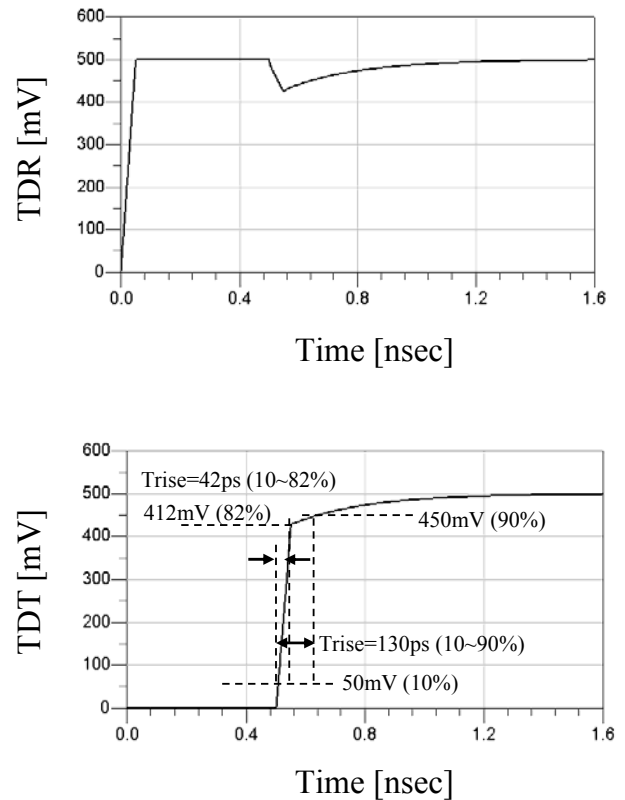 600
500
400
300
200
100
0
TDR [mV]
0.0 0.4 0.8 1.2 1.6
Time [nsec]
600
500
400
300
200
100
0
TDT [mV]
Trise=42ps (10~82%)
412mV (82%)
450mV (90%)
Trise=130ps (10~90%)
50mV (10%)
0.0 0.4 0.8 1.2 1.6
Time [nsec]